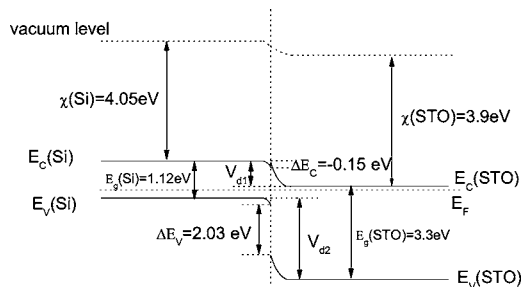 vacuum level
χ(Si)=4.05eV
χ(STO)=3.9eV
E_C(Si)
ΔE_C=-0.15 eV
E_g(Si)=1.12eV
V_d1
E_C(STO)
E_V(Si)
E_F
ΔE_V=2.03 eV
V_d2
E_g(STO)=3.3eV
E_V(STO)